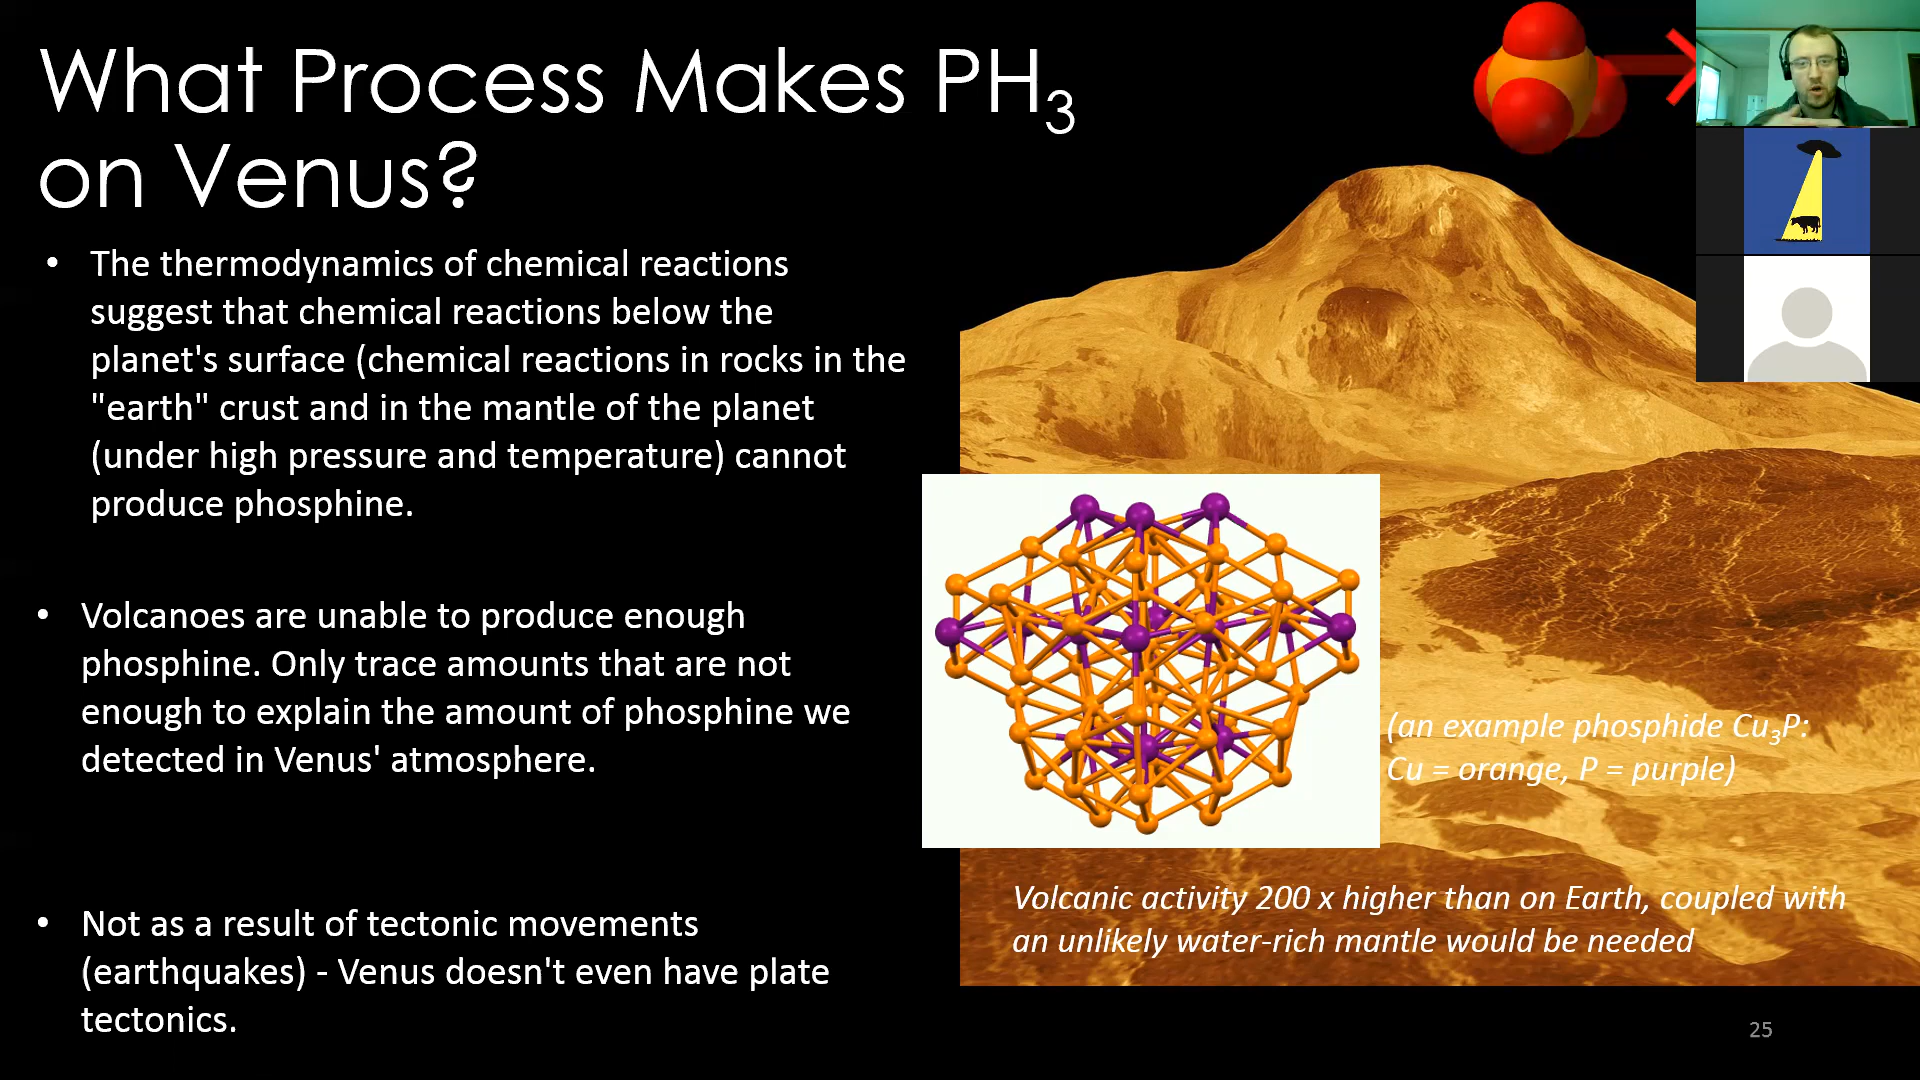 What Process Makes PH₃
on Venus?
• The thermodynamics of chemical reactions
suggest that chemical reactions below the
planet's surface (chemical reactions in rocks in the
"earth" crust and in the mantle of the planet
(under high pressure and temperature) cannot
produce phosphine.
• Volcanoes are unable to produce enough
phosphine. Only trace amounts that are not
enough to explain the amount of phosphine we
detected in Venus' atmosphere.
• Not as a result of tectonic movements
(earthquakes) - Venus doesn't even have plate
tectonics.
(an example phosphide Cu₃P:
Cu = orange, P = purple)
Volcanic activity 200 x higher than on Earth, coupled with
an unlikely water-rich mantle would be needed
25